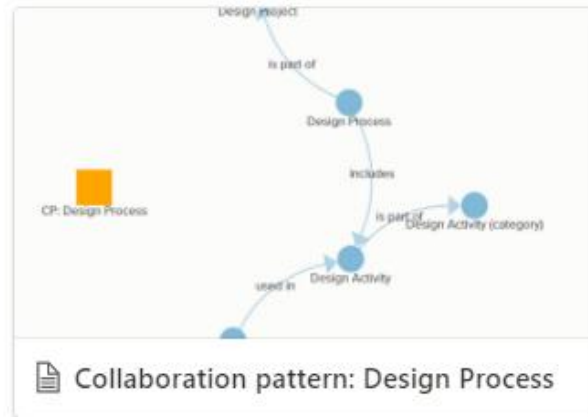 Design Project
is part of
Design Process
includes
CP: Design Process
is part of
Design Activity (category)
Design Activity
used in
Collaboration pattern: Design Process